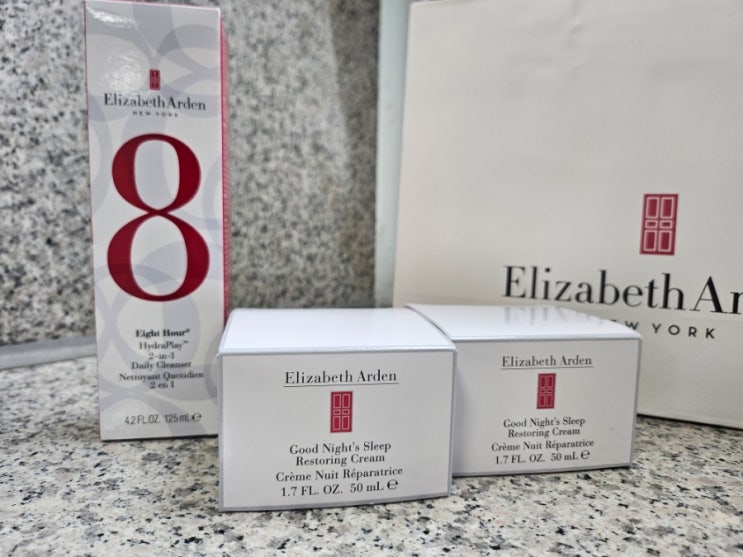 Elizabeth Arden
NEW YORK
8
Eight Hour®
HydraPlay™
2-in-1
Daily Cleanser
Nettoyant Quotidien
2 en 1
4.2 FL.OZ. 125 mL ℮
Elizabeth Arden
Good Night's Sleep
Restoring Cream
Crème Nuit Réparatrice
1.7 FL. OZ. 50 mL ℮
Elizabeth Arden
Good Night's Sleep
Restoring Cream
Crème Nuit Réparatrice
1.7 FL. OZ. 50 mL ℮
Elizabeth Ar
W YORK